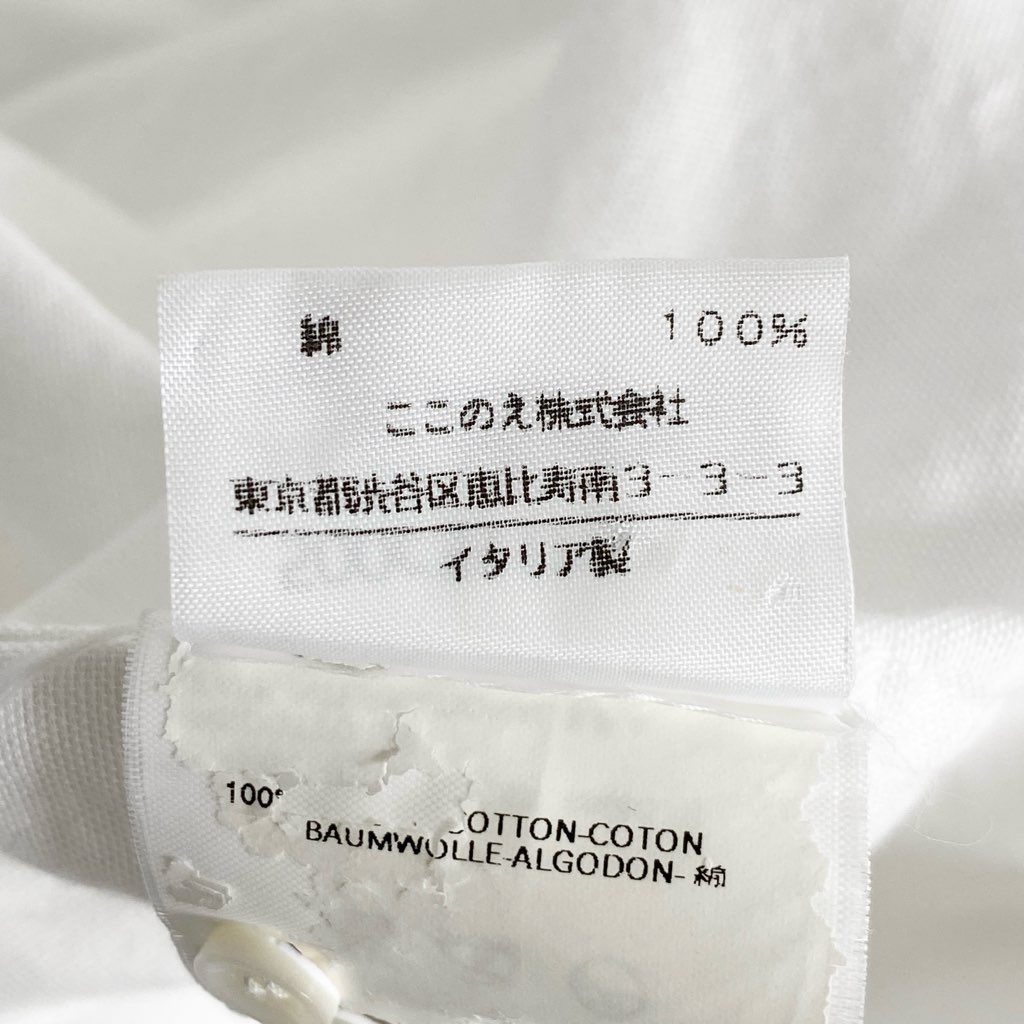 綿 100%
ここのえ株式会社
東京都渋谷区恵比寿南3-3-3
イタリア製
100%
COTTON-COTON
BAUMWOLLE-ALGODON-綿